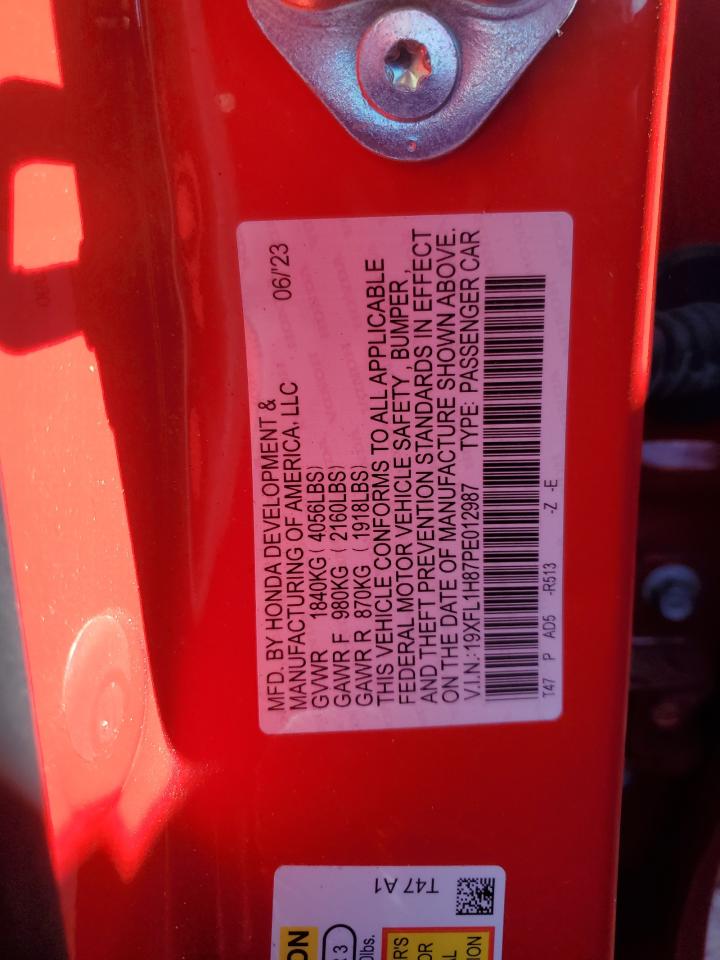 MFD. BY HONDA DEVELOPMENT &
MANUFACTURING OF AMERICA, LLC 06/'23
GVWR 1840KG ( 4056LBS)
GAWR F 980KG ( 2160LBS)
GAWR R 870KG ( 1918LBS)
THIS VEHICLE CONFORMS TO ALL APPLICABLE
FEDERAL MOTOR VEHICLE SAFETY, BUMPER,
AND THEFT PREVENTION STANDARDS IN EFFECT
ON THE DATE OF MANUFACTURE SHOWN ABOVE.
V.I.N.: 19XFL1H87PE012987 TYPE: PASSENGER CAR
T47 P AD5 -R513 -Z -E
T47 A1